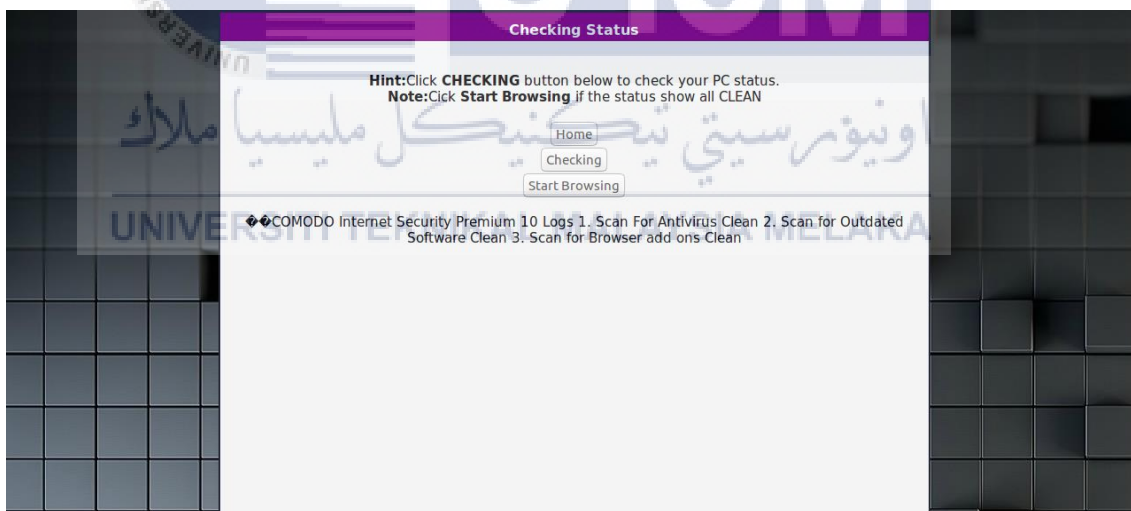 UTeM
Checking Status
Hint:Click CHECKING button below to check your PC status.
Note:Cick Start Browsing if the status show all CLEAN
اونيۏرسيتي تيكنيكل مليسيا ملاك
Home
Checking
Start Browsing
UNIVERSITI TEKNIKAL MALAYSIA MELAKA
��COMODO Internet Security Premium 10 Logs 1. Scan For Antivirus Clean 2. Scan for Outdated
Software Clean 3. Scan for Browser add ons Clean